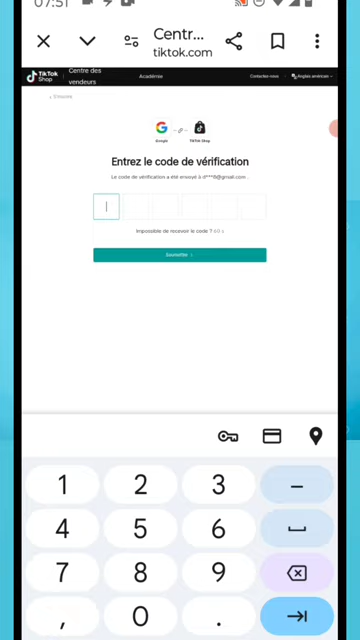 07:51
Centr...
tiktok.com
TikTok Shop
Centre des vendeurs
Académie
Contactez-nous
Anglais américain
S'inscrire
Google
TikTok Shop
Entrez le code de vérification
Le code de vérification a été envoyé à d***8@gmail.com .
Impossible de recevoir le code ? 60 s
Soumettre
1 2 3 –
4 5 6
7 8 9
, 0 .